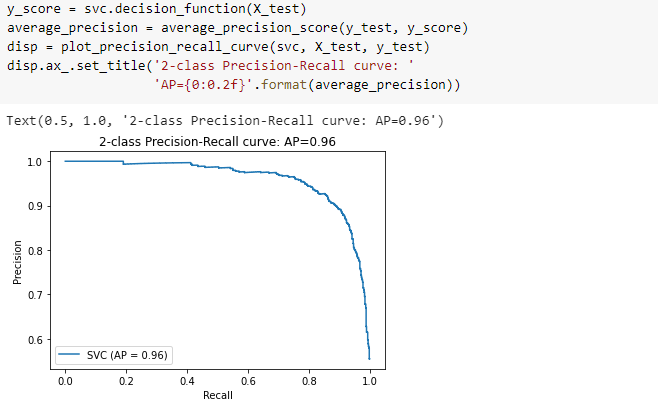 y_score = svc.decision_function(X_test)
average_precision = average_precision_score(y_test, y_score)
disp = plot_precision_recall_curve(svc, X_test, y_test)
disp.ax_.set_title('2-class Precision-Recall curve: '
'AP={0:0.2f}'.format(average_precision))
Text(0.5, 1.0, '2-class Precision-Recall curve: AP=0.96')
2-class Precision-Recall curve: AP=0.96
1.0
0.9
0.8
0.7
0.6
Precision
SVC (AP = 0.96)
0.0 0.2 0.4 0.6 0.8 1.0
Recall